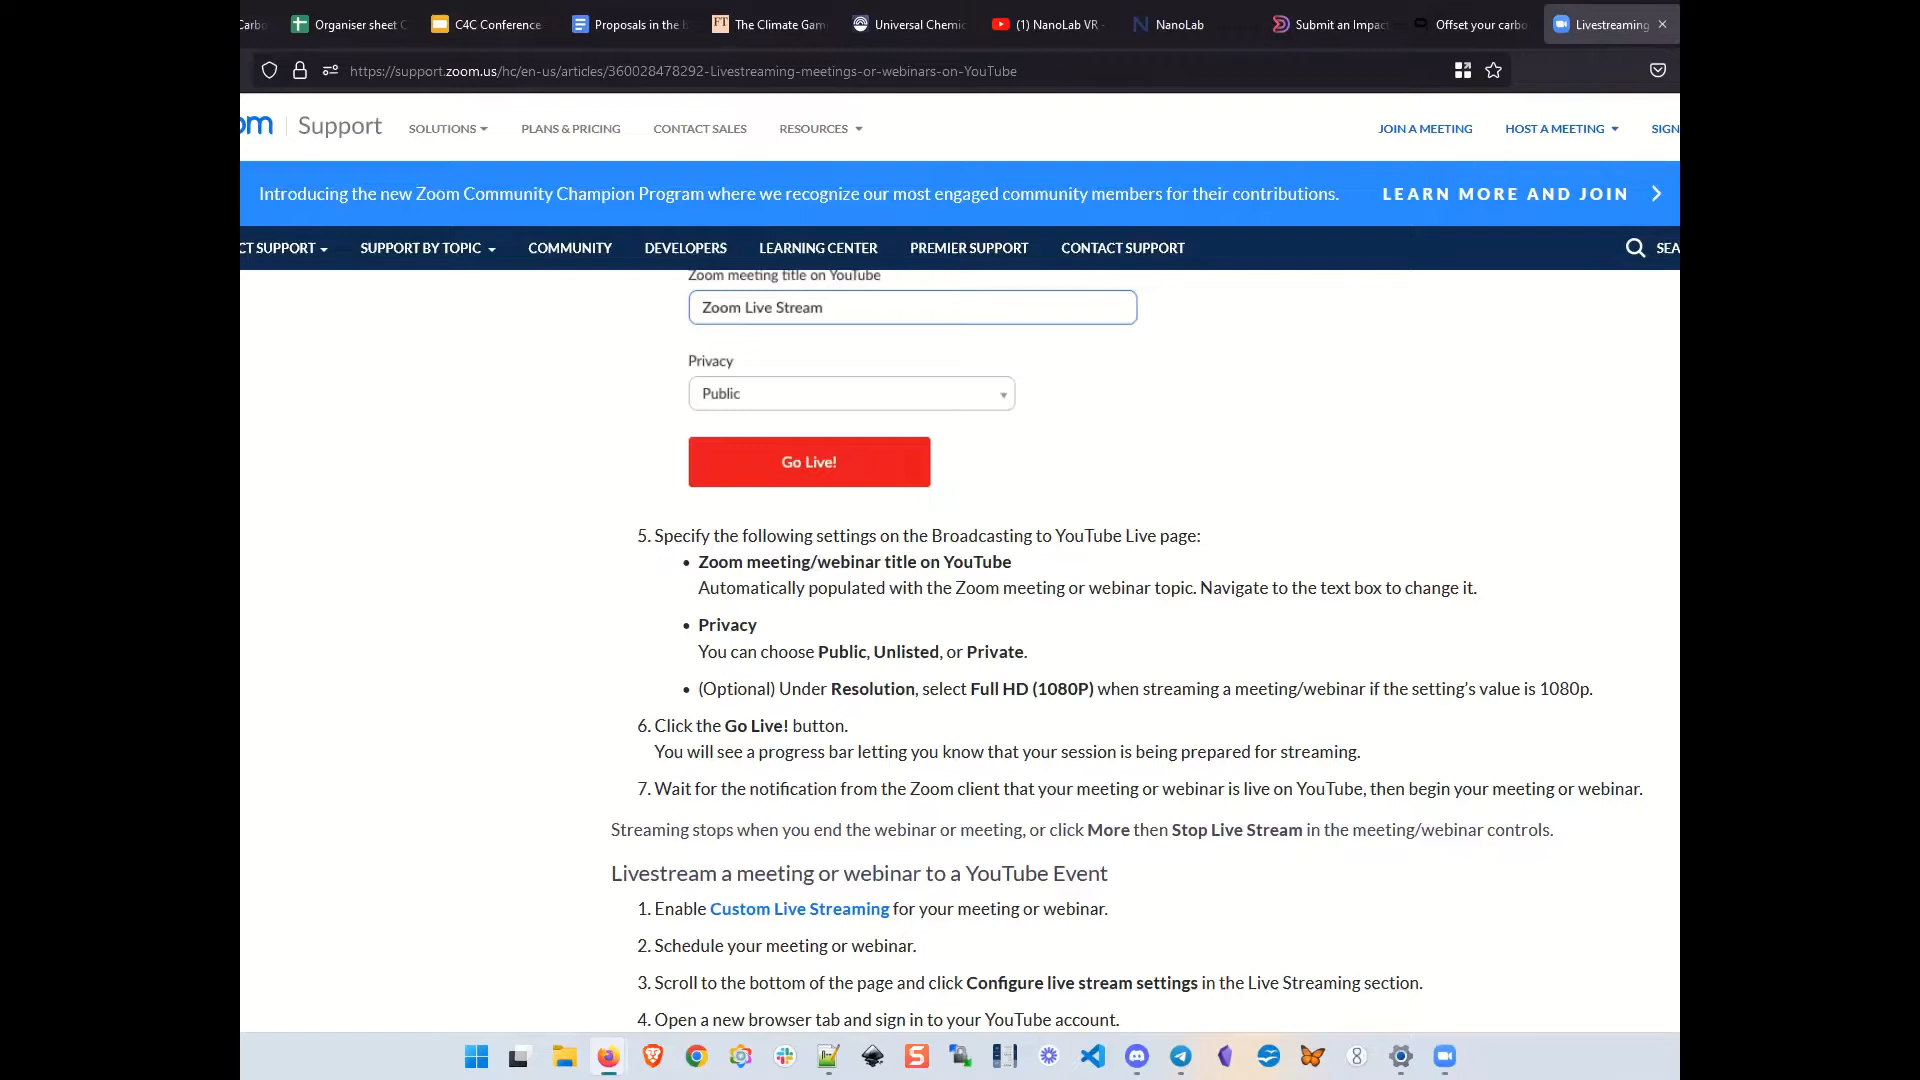 Carbo
Organiser sheet C
C4C Conference
Proposals in the b
FT
The Climate Gam
Universal Chemic
(1) NanoLab VR -
N
NanoLab
Submit an Impac
Offset your carbo
Livestreaming
https://support.zoom.us/hc/en-us/articles/360028478292-Livestreaming-meetings-or-webinars-on-YouTube
om
Support
SOLUTIONS
PLANS & PRICING
CONTACT SALES
RESOURCES
JOIN A MEETING
HOST A MEETING
SIGN
Introducing the new Zoom Community Champion Program where we recognize our most engaged community members for their contributions.
LEARN MORE AND JOIN
CT SUPPORT
SUPPORT BY TOPIC
COMMUNITY
DEVELOPERS
LEARNING CENTER
PREMIER SUPPORT
CONTACT SUPPORT
SEA
Zoom meeting title on YouTube
Zoom Live Stream
Privacy
Public
Go Live!
5. Specify the following settings on the Broadcasting to YouTube Live page:
• Zoom meeting/webinar title on YouTube
Automatically populated with the Zoom meeting or webinar topic. Navigate to the text box to change it.
• Privacy
You can choose Public, Unlisted, or Private.
• (Optional) Under Resolution, select Full HD (1080P) when streaming a meeting/webinar if the setting's value is 1080p.
6. Click the Go Live! button.
You will see a progress bar letting you know that your session is being prepared for streaming.
7. Wait for the notification from the Zoom client that your meeting or webinar is live on YouTube, then begin your meeting or webinar.
Streaming stops when you end the webinar or meeting, or click More then Stop Live Stream in the meeting/webinar controls.
Livestream a meeting or webinar to a YouTube Event
1. Enable Custom Live Streaming for your meeting or webinar.
2. Schedule your meeting or webinar.
3. Scroll to the bottom of the page and click Configure live stream settings in the Live Streaming section.
4. Open a new browser tab and sign in to your YouTube account.